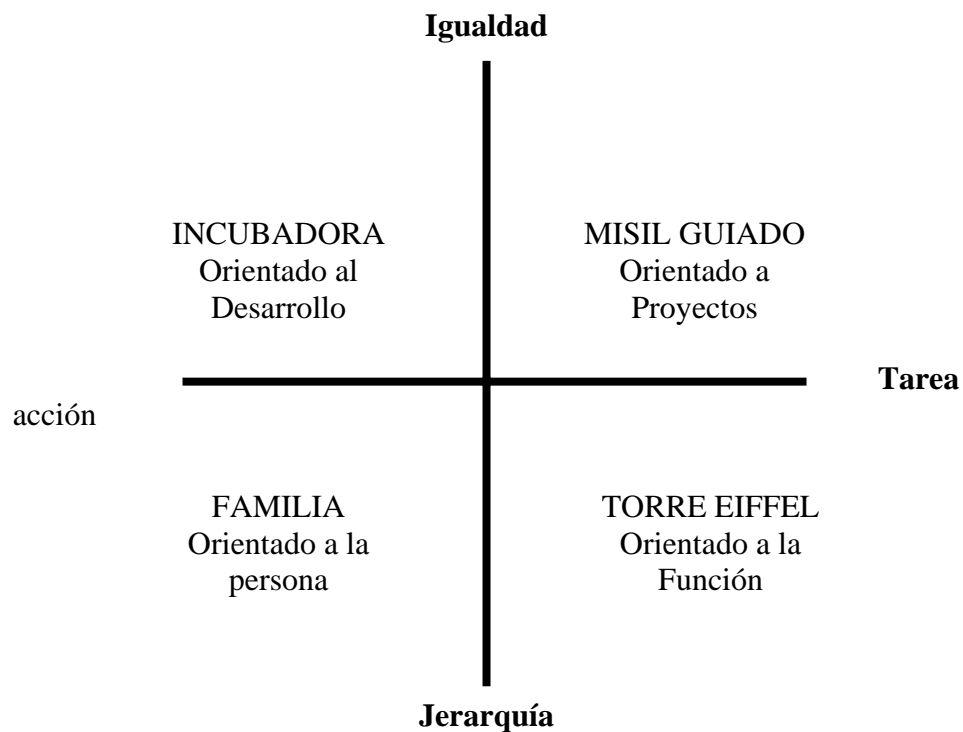 Igualdad
INCUBADORA
Orientado al
Desarrollo
MISIL GUIADO
Orientado a
Proyectos
Tarea
acción
FAMILIA
Orientado a la
persona
TORRE EIFFEL
Orientado a la
Función
Jerarquía